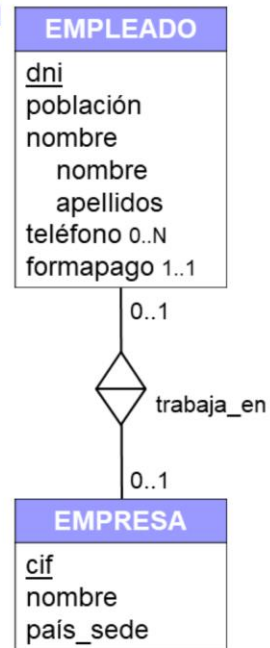 EMPLEADO
dni
población
nombre
nombre
apellidos
teléfono 0..N
formapago 1..1
0..1
trabaja_en
0..1
EMPRESA
cif
nombre
país_sede